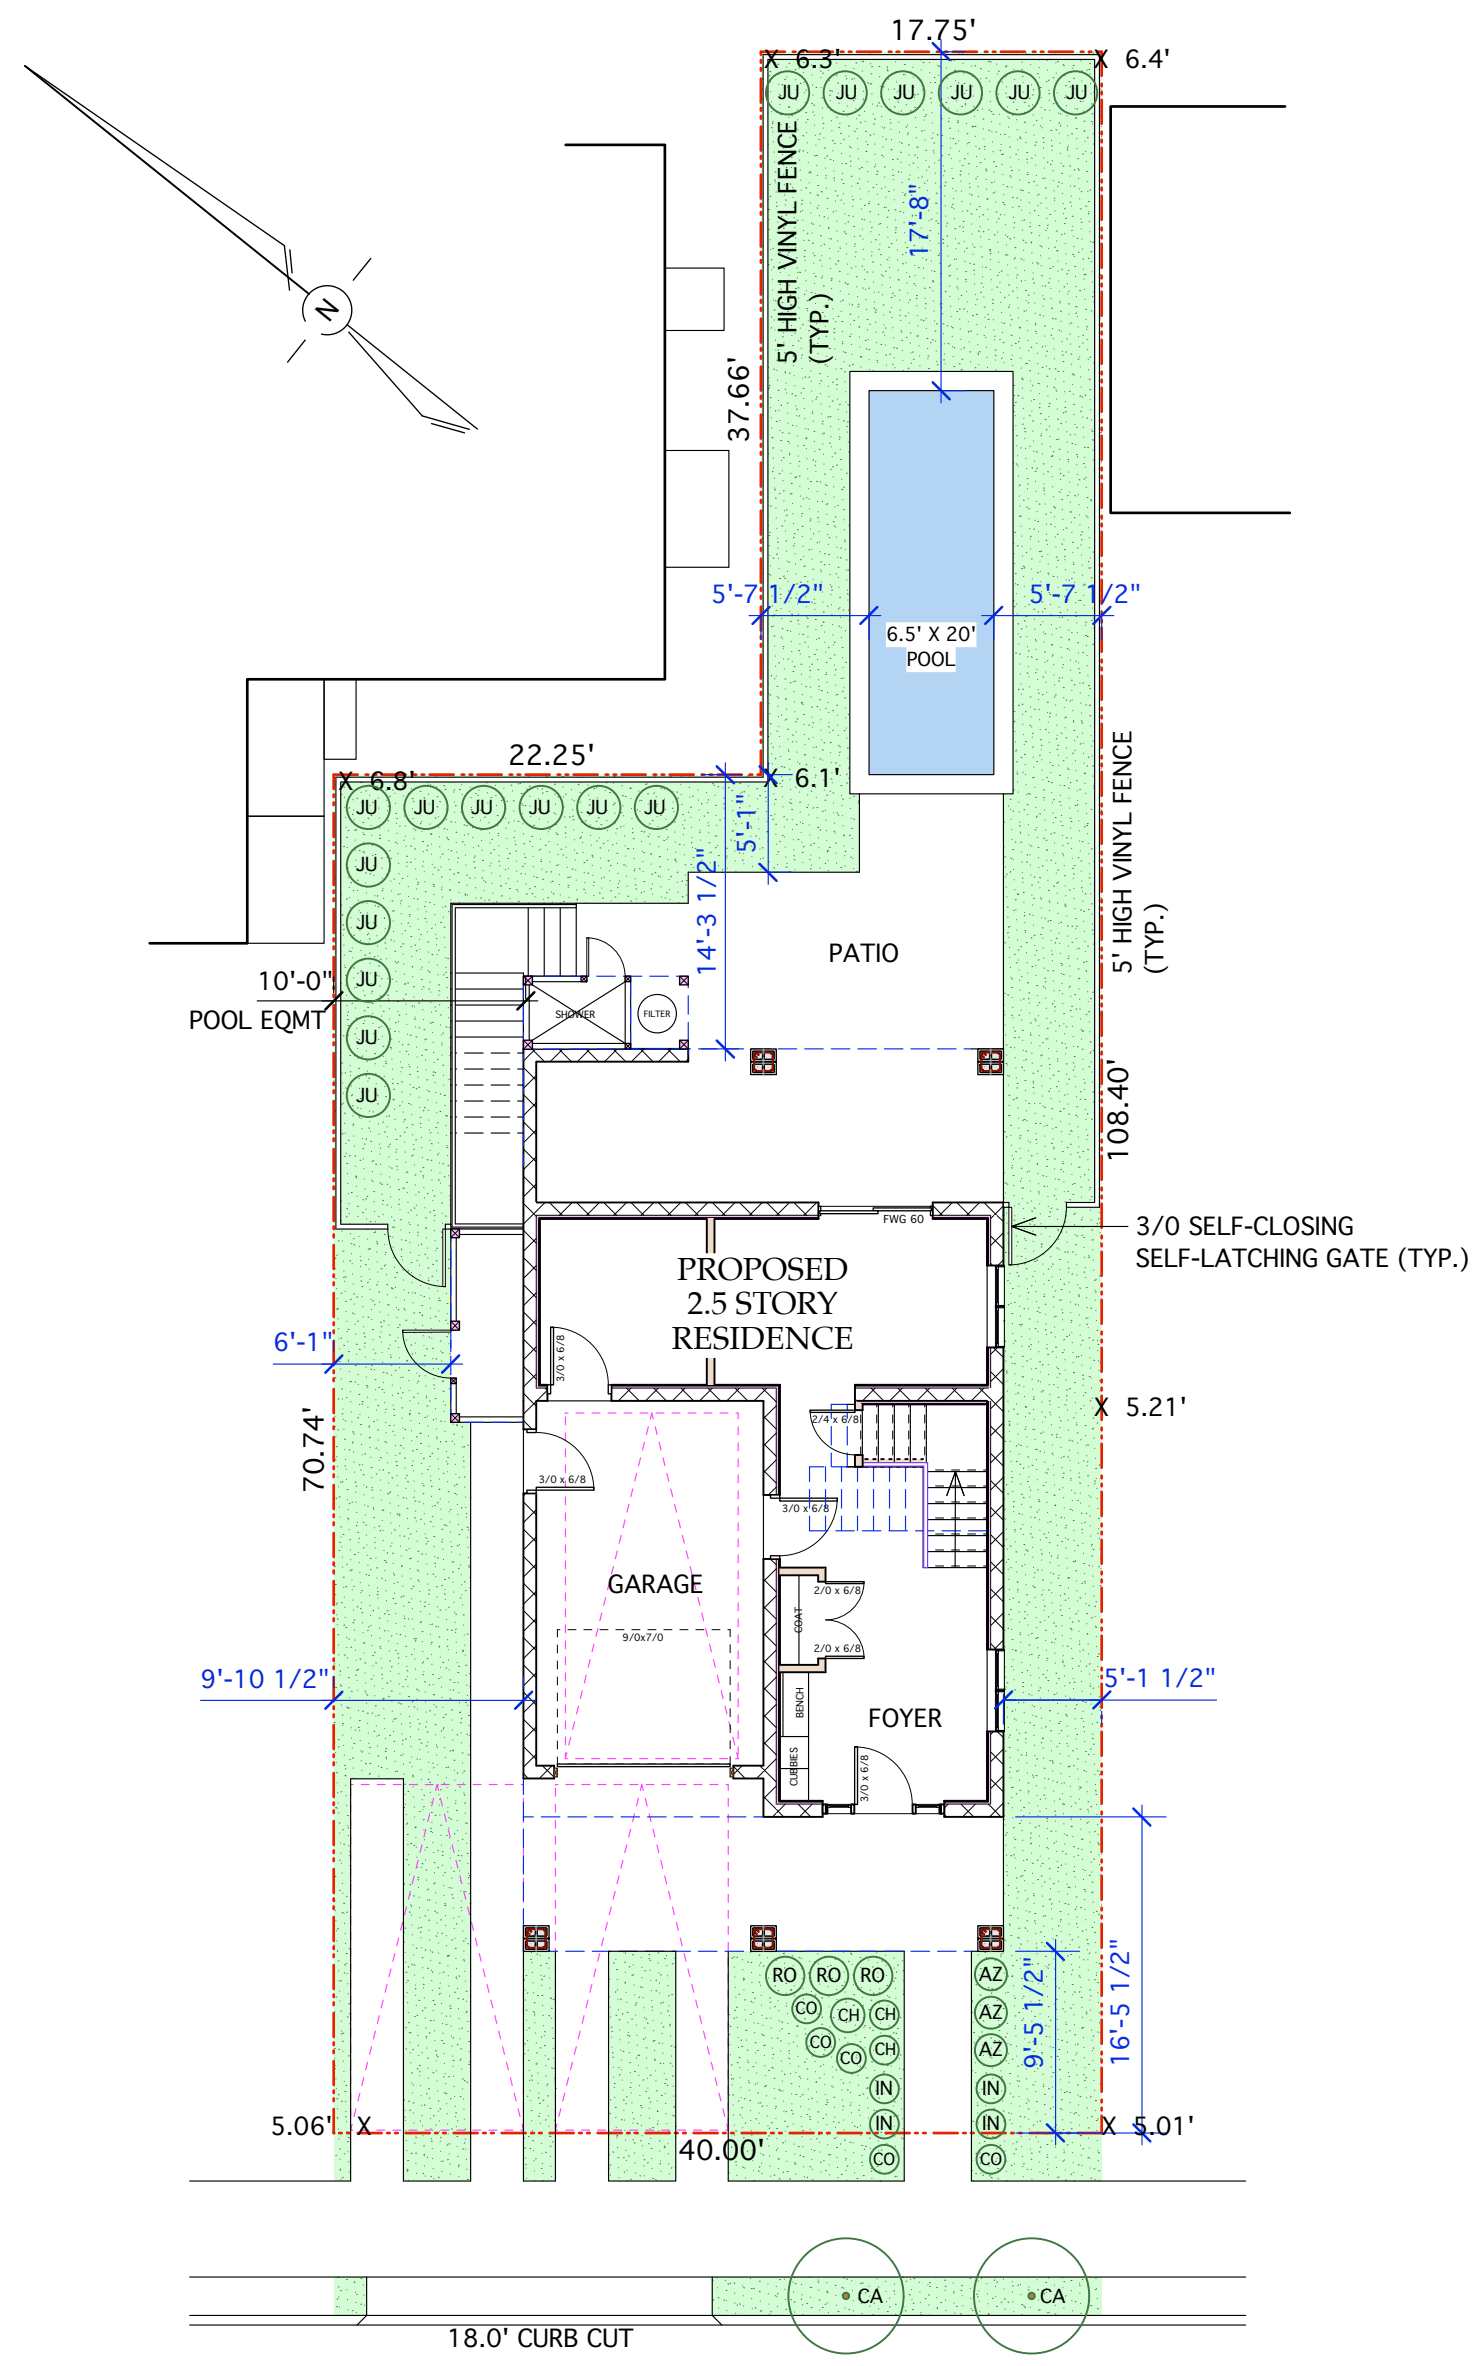 17.75'
X 6.3'
X 6.4'
JU JU JU JU JU JU
5' HIGH VINYL FENCE
(TYP.)
17'-8"
N
37.66'
5'-7 1/2"
5'-7 1/2"
6.5' X 20'
POOL
22.25'
X 6.8'
X 6.1'
JU JU JU JU JU JU
JU
JU
JU
JU
JU
5'-1"
14'-3 1/2"
5' HIGH VINYL FENCE
(TYP.)
PATIO
10'-0"
POOL EQMT
SHOWER
FILTER
108.40'
FWG 60
3/0 SELF-CLOSING
SELF-LATCHING GATE (TYP.)
PROPOSED
2.5 STORY
RESIDENCE
3/0 x 6/8
6'-1"
70.74'
X 5.21'
2/4 x 6/8
3/0 x 6/8
3/0 x 6/8
GARAGE
9/0x7/0
2/0 x 6/8
COAT
2/0 x 6/8
BENCH
CUBBIES
FOYER
3/0 x 6/8
9'-10 1/2"
5'-1 1/2"
RO RO RO
CO CH CH
CO CO CH
IN
IN
CO
AZ
AZ
AZ
IN
IN
CO
9'-5 1/2"
16'-5 1/2"
5.06' X
X 5.01'
40.00'
CA
CA
18.0' CURB CUT